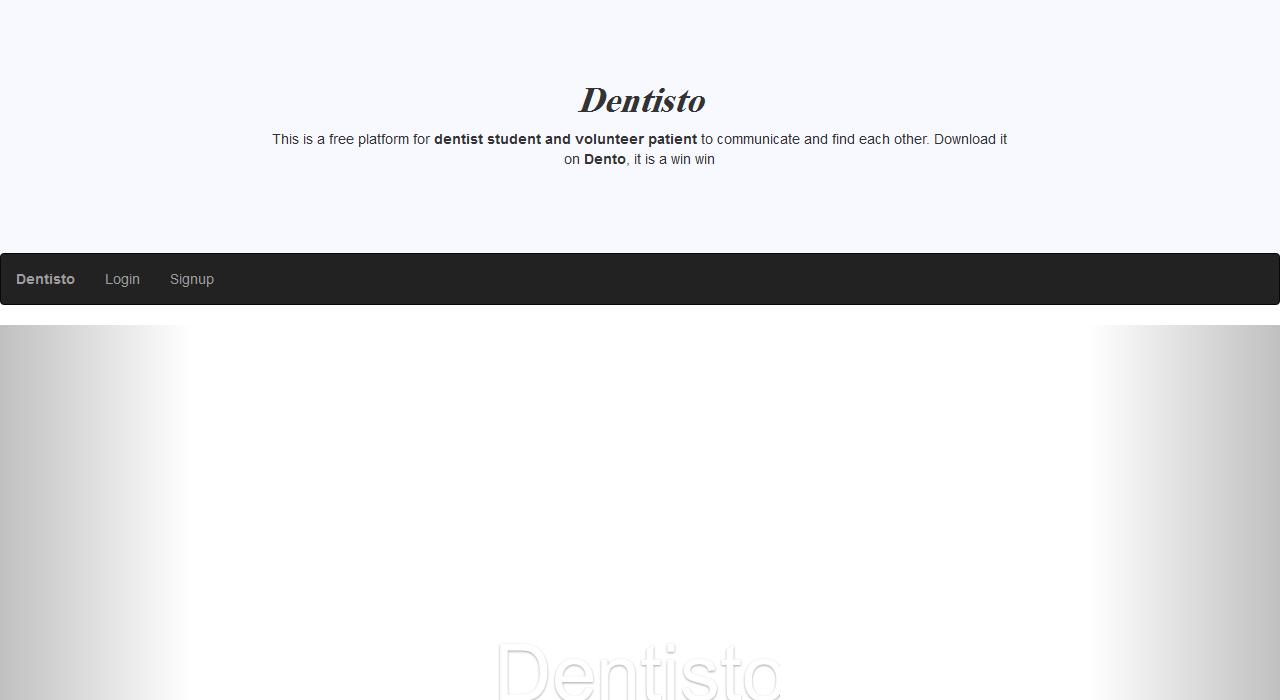 Dentisto
This is a free platform for dentist student and volunteer patient to communicate and find each other. Download it
on Dento, it is a win win
Dentisto Login Signup
Dentisto